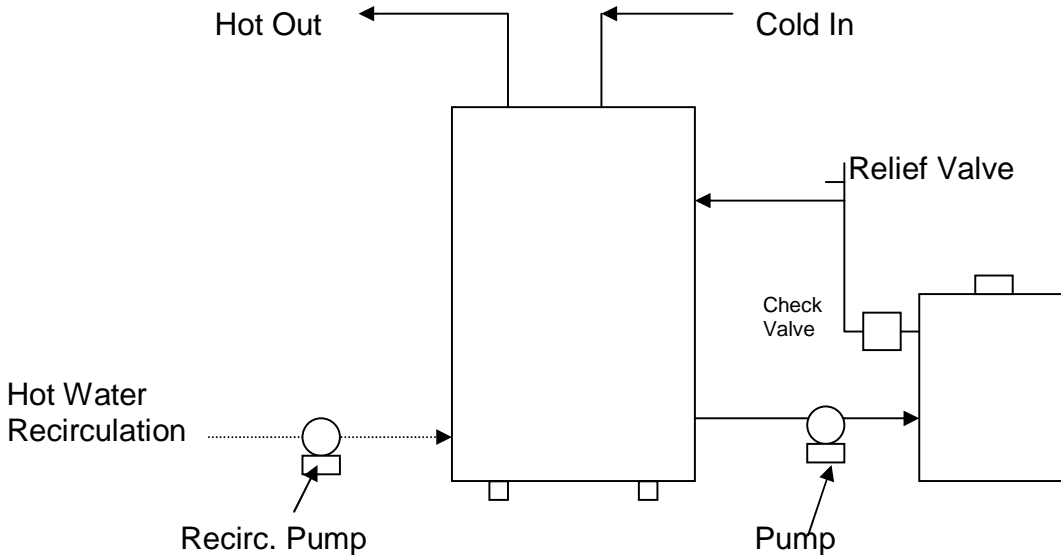 Hot Out
Cold In
Relief Valve
Check
Valve
Hot Water
Recirculation
Recirc. Pump
Pump